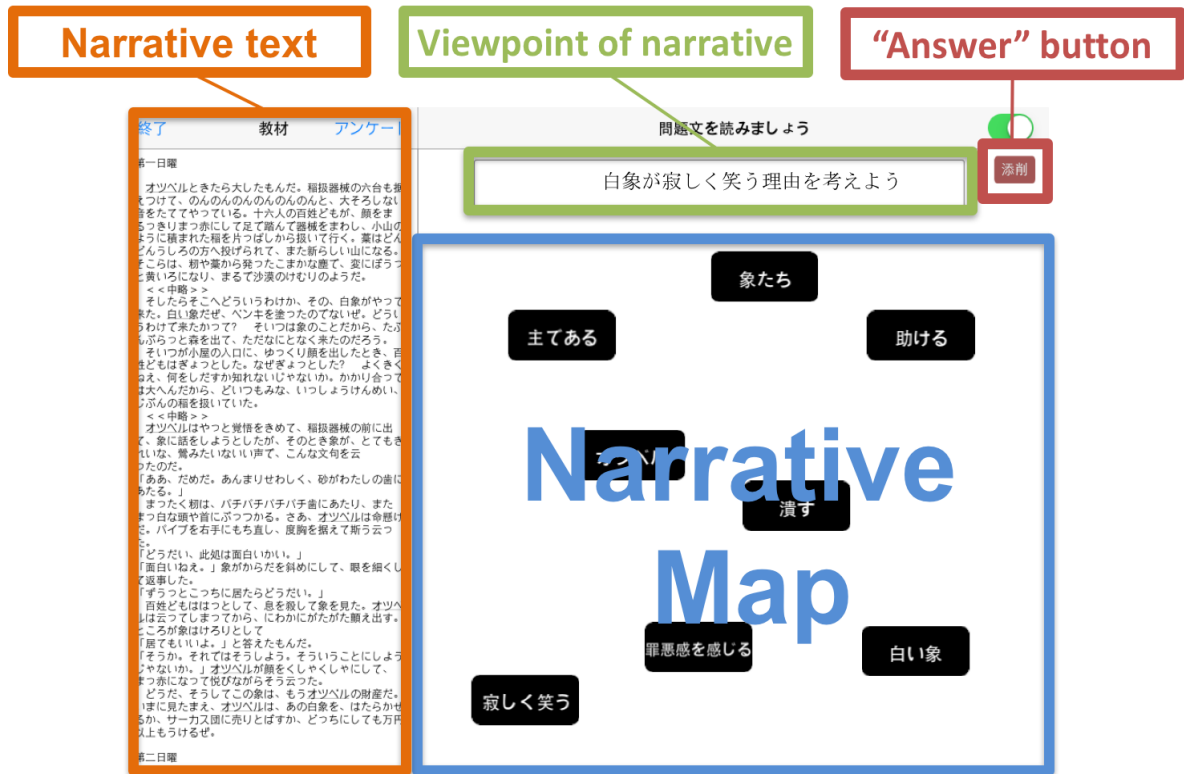 Narrative text
Viewpoint of narrative
“Answer” button
終了
教材
アンケート
問題文を読みましょう
添削
白象が寂しく笑う理由を考えよう
第一日曜
オツベルときたら大したもんだ。稲扱器械の六台も据
えつけて、のんのんのんのんのんのんと、大そろしない
音をたててやっている。十六人の百姓どもが、顔をま
るっきりまっ赤にして足で踏んで器械をまわし、小山の
ように積まれた稲を片っぱしから扱いて行く。藁はどん
どんうしろの方へ投げられて、また新らしい山になる。
そこらは、籾や藁から発ったこまかな塵で、変にぼうっ
と黄いろになり、まるで沙漠のけむりのようだ。
<<中略>>
そしたらそこへどういうわけか、その、白象がやって
来た。白い象だぜ、ペンキを塗ったのでないぜ。どうい
うわけで来たかって? そいつは象のことだから、たぶ
んぶらっと森を出て、ただなにとなく来たのだろう。
そいつが小屋の入口に、ゆっくり顔を出したとき、百
姓どもはぎょっとした。なぜぎょっとした? よくきく
ねえ、何をしだすか知れないじゃないか。かかり合って
は大へんだから、どいつもみな、いっしょうけんめい、
じぶんの稲を扱いていた。
<<中略>>
オツベルはやっと覚悟をきめて、稲扱器械の前に出
て、象に話をしようとしたが、そのとき象が、とてもき
れいな、鶯みたいないい声で、こんな文句を云
ったのだ。
「ああ、だめだ。あんまりせわしく、砂がわたしの歯に
あたる。」
まったく籾は、パチパチパチパチ歯にあたり、また
まっ白な頭や首にぶっつかる。さあ、オツベルは命懸け
だ。パイプを右手にもち直し、度胸を据えて斯う云っ
た。
「どうだい、此処は面白いかい。」
「面白いねえ。」象がからだを斜めにして、眼を細くし
て返事した。
「ずうっとこっちに居たらどうだい。」
百姓どもははっとして、息を殺して象を見た。オツベ
ルは云ってしまってから、にわかにがたがた顫え出す。
ところが象はけろりとして
「居てもいいよ。」と答えたもんだ。
「そうか。それではそうしよう。そういうことにしよう
じゃないか。」オツベルが顔をくしゃくしゃにして、
まっ赤になって悦びながらそう云った。
どうだ、そうしてこの象は、もうオツベルの財産だ。
いまに見たまえ、オツベルは、あの白象を、はたらかせ
るか、サーカス団に売りとばすか、どっちにしても万円
以上もうけるぜ。
第二日曜
象たち
主である
助ける
オツベル
潰す
罪悪感を感じる
白い象
寂しく笑う
Narrative
Map